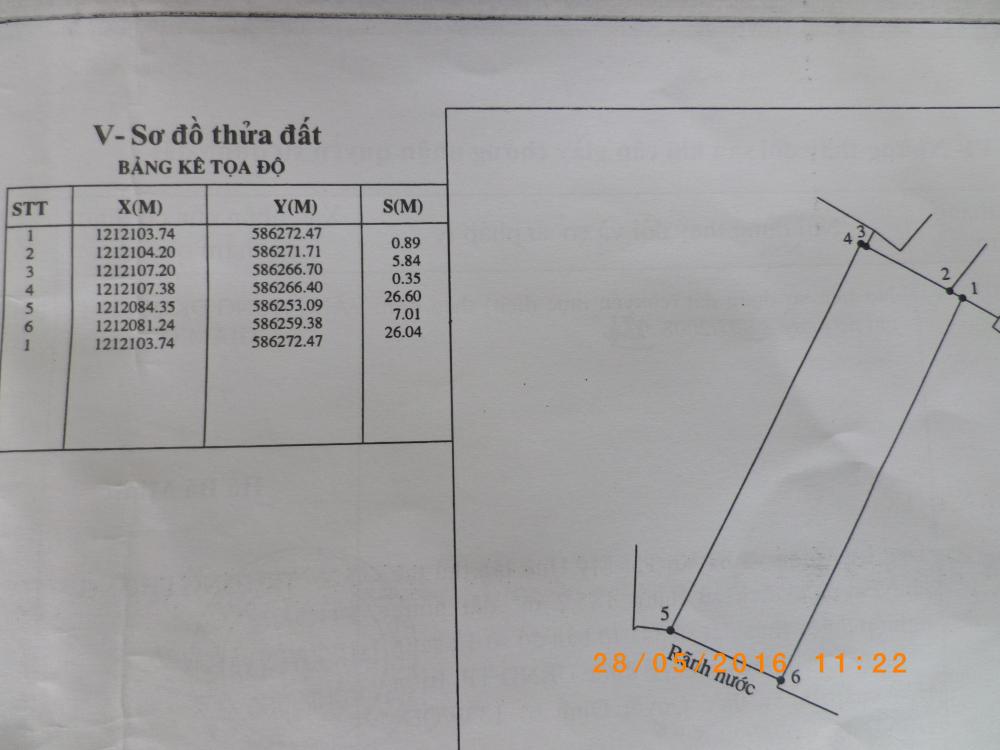 V- Sơ đồ thửa đất
BẢNG KÊ TỌA ĐỘ
STT X(M) Y(M) S(M)
1 1212103.74 586272.47
0.89
2 1212104.20 586271.71
5.84
3 1212107.20 586266.70
0.35
4 1212107.38 586266.40
26.60
5 1212084.35 586253.09
7.01
6 1212081.24 586259.38
26.04
1 1212103.74 586272.47
3
4
2
1
5
6
Rãnh nước
28/05/2016 11:22